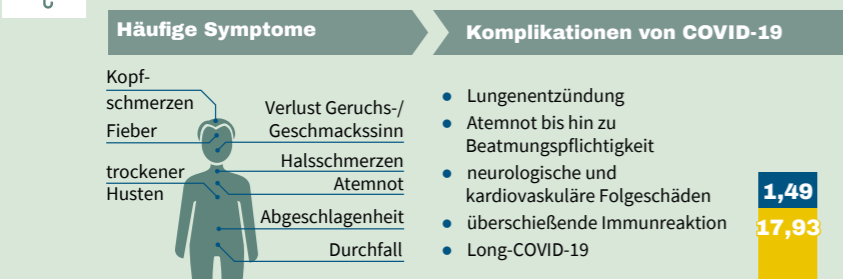 Häufige Symptome
Kopf-
schmerzen
Fieber
trockener
Husten
Verlust Geruchs-/
Geschmackssinn
Halsschmerzen
Atemnot
Abgeschlagenheit
Durchfall
Komplikationen von COVID-19
● Lungenentzündung
● Atemnot bis hin zu
Beatmungspflichtigkeit
● neurologische und
kardiovaskuläre Folgeschäden
● überschießende Immunreaktion
● Long-COVID-19
1,49
17,93